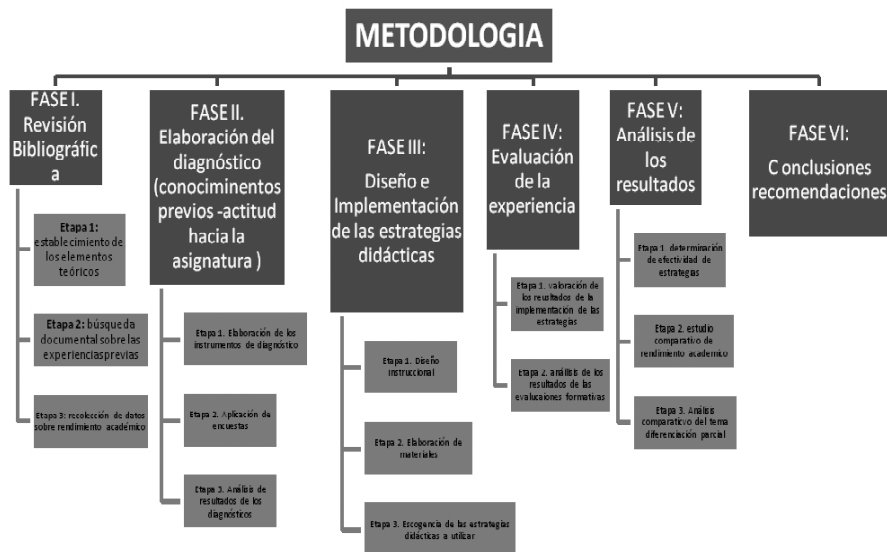 METODOLOGIA
FASE I.
Revisión
Bibliográfic
a
Etapa 1:
establecimiento de
los elementos
teóricos
Etapa 2: búsqueda
documental sobre las
experiencias previas
Etapa 3: recolección de datos
sobre rendimiento académico
FASE II.
Elaboración del
diagnóstico
(conociminentos
previos -actitud
hacia la
asignatura )
Etapa 1. Elaboración de los
instrumentos de diagnóstico
Etapa 2. Aplicación de
encuestas
Etapa 3. Análisis de
resultados de los
diagnósticos
FASE III:
Diseño e
Implementación
de las estrategias
didácticas
Etapa 1. Diseño
instruccional
Etapa 2. Elaboración de
materiales
Etapa 3. Escogencia de las estrategias
didácticas a utilizar
FASE IV:
Evaluación
de la
experiencia
Etapa 1. valoración de
los resultados de la
implementación de las
estrategias
Etapa 2. análisis de los
resultados de las
evaluciones formativas
FASE V:
Análisis de
los
resultados
Etapa 1. determinación
de efectividad de
estrategias
Etapa 2. estudio
comparativo de
rendimiento academico
Etapa 3. Análisis
comparativo del tema
diferenciación parcial
FASE VI:
C onclusiones
recomendaciones